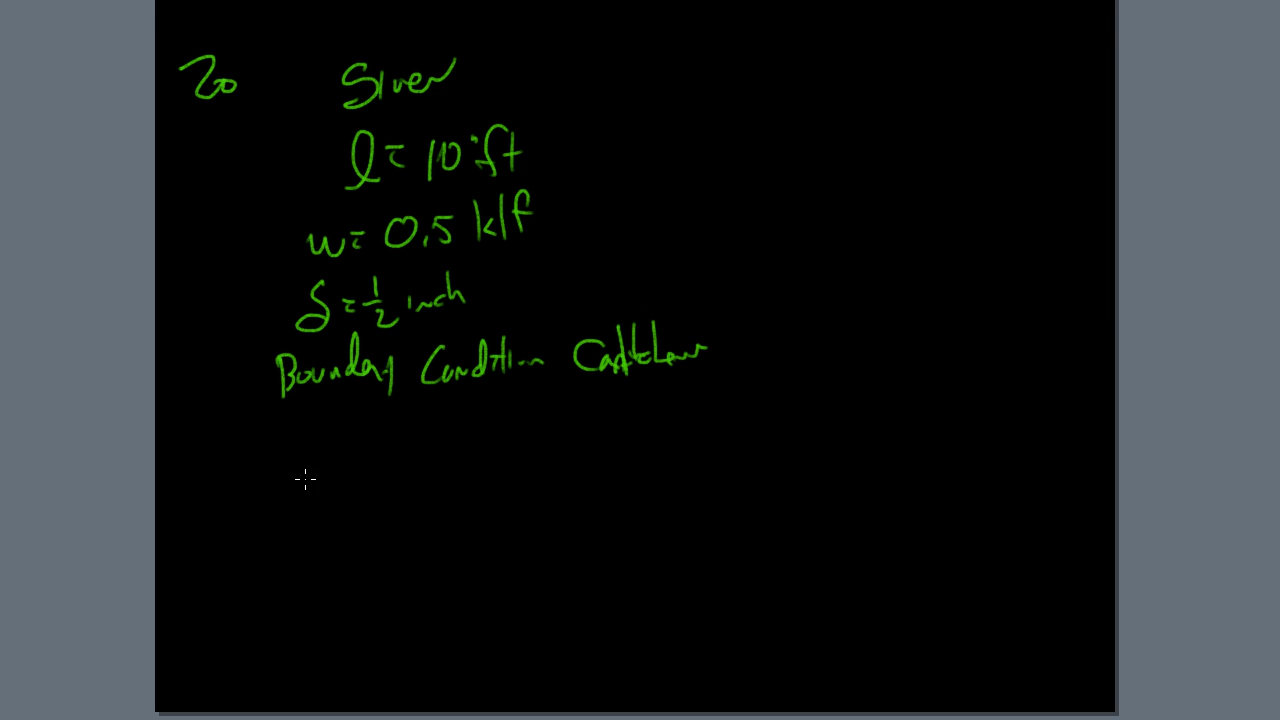 20 Given
l = 10 ft
w = 0.5 klf
δ = 1/2 inch
Boundary Condition Cantilever